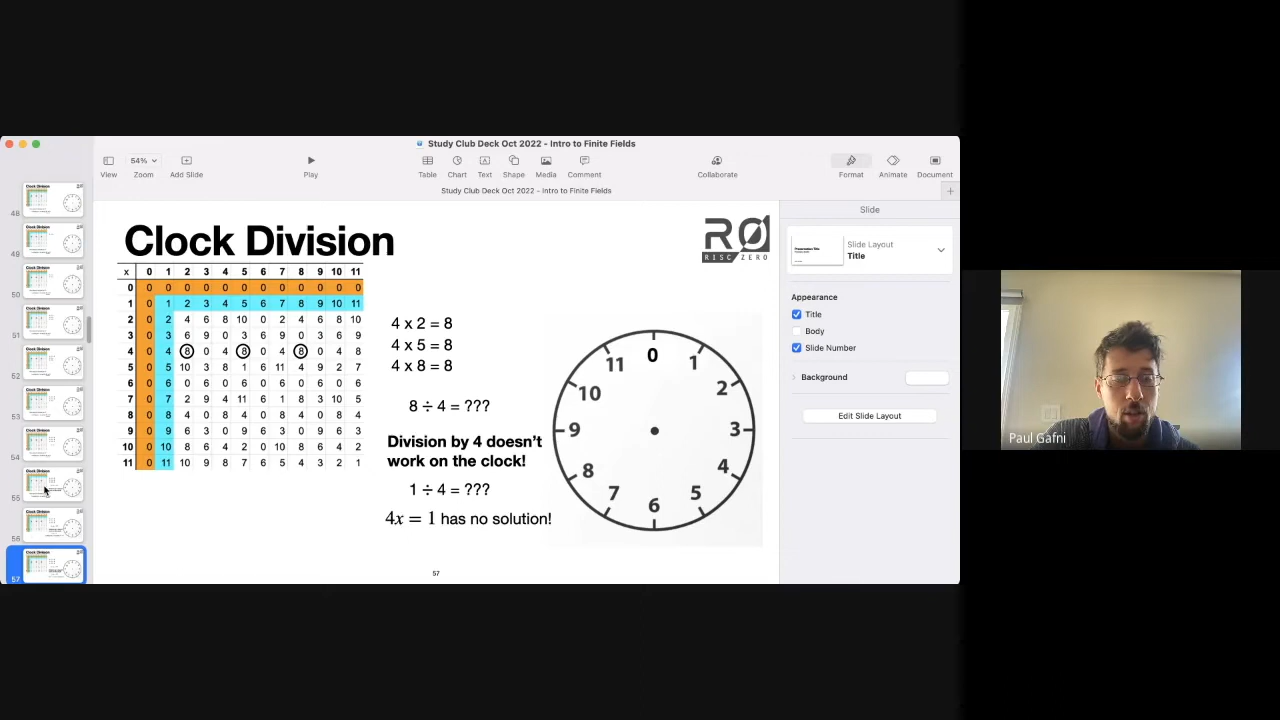 Study Club Deck Oct 2022 - Intro to Finite Fields
54%
View Zoom Add Slide Play Table Chart Text Shape Media Comment Collaborate Format Animate Document
Study Club Deck Oct 2022 - Intro to Finite Fields
+
48
49
50
51
52
53
54
55
56
57
Clock Division
RISC ZERO
x 0 1 2 3 4 5 6 7 8 9 10 11
0 0 0 0 0 0 0 0 0 0 0 0 0
1 0 1 2 3 4 5 6 7 8 9 10 11
2 0 2 4 6 8 10 0 2 4 6 8 10
3 0 3 6 9 0 3 6 9 0 3 6 9
4 0 4 8 0 4 8 0 4 8 0 4 8
5 0 5 10 3 8 1 6 11 4 9 2 7
6 0 6 0 6 0 6 0 6 0 6 0 6
7 0 7 2 9 4 11 6 1 8 3 10 5
8 0 8 4 0 8 4 0 8 4 0 8 4
9 0 9 6 3 0 9 6 3 0 9 6 3
10 0 10 8 6 4 2 0 10 8 6 4 2
11 0 11 10 9 8 7 6 5 4 3 2 1
4 x 2 = 8
4 x 5 = 8
4 x 8 = 8
8 ÷ 4 = ???
Division by 4 doesn't
work on the clock!
1 ÷ 4 = ???
4x = 1 has no solution!
0
1
2
3
4
5
6
7
8
9
10
11
57
Slide
Slide Layout
Title
Appearance
Title
Body
Slide Number
Background
Edit Slide Layout
Paul Gafni